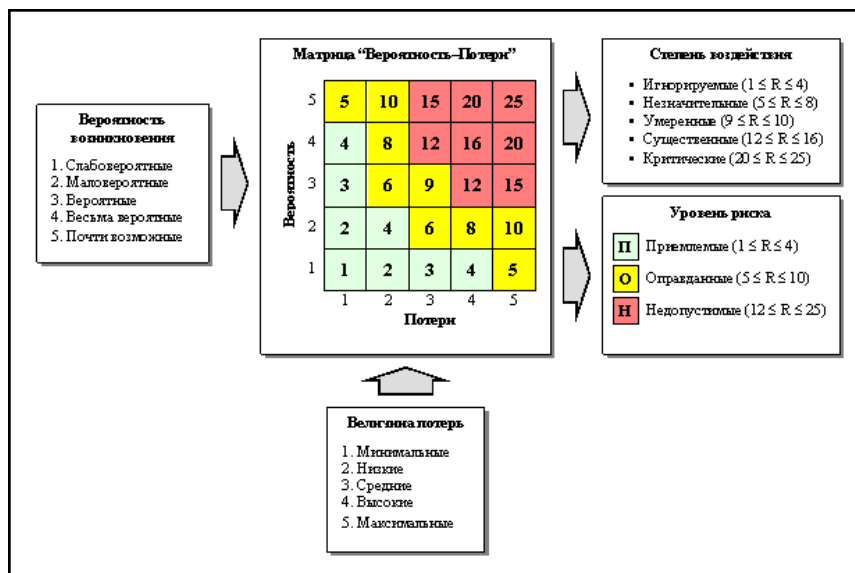 Матрица “Вероятность–Потери”
Вероятность
5 5 10 15 20 25
4 4 8 12 16 20
3 3 6 9 12 15
2 2 4 6 8 10
1 1 2 3 4 5
1 2 3 4 5
Потери
Вероятность
возникновения
1. Слабовероятные
2. Маловероятные
3. Вероятные
4. Весьма вероятные
5. Почти возможные
Степень воздействия
▪ Игнорируемые (1 ≤ R ≤ 4)
▪ Незначительные (5 ≤ R ≤ 8)
▪ Умеренные (9 ≤ R ≤ 10)
▪ Существенные (12 ≤ R ≤ 16)
▪ Критические (20 ≤ R ≤ 25)
Уровень риска
П Приемлемые (1 ≤ R ≤ 4)
О Оправданные (5 ≤ R ≤ 10)
Н Недопустимые (12 ≤ R ≤ 25)
Величина потерь
1. Минимальные
2. Низкие
3. Средние
4. Высокие
5. Максимальные